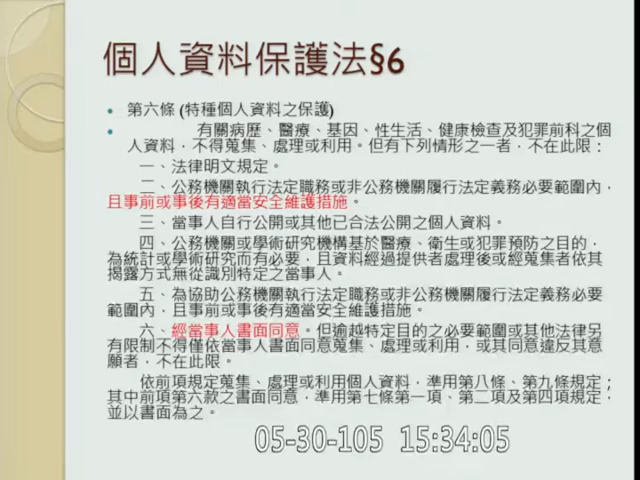 個人資料保護法§6
第六條 (特種個人資料之保護)
有關病歷、醫療、基因、性生活、健康檢查及犯罪前科之個
人資料，不得蒐集、處理或利用。但有下列情形之一者，不在此限：
一、法律明文規定。
二、公務機關執行法定職務或非公務機關履行法定義務必要範圍內，
且事前或事後有適當安全維護措施。
三、當事人自行公開或其他已合法公開之個人資料。
四、公務機關或學術研究機構基於醫療、衛生或犯罪預防之目的，
為統計或學術研究而有必要，且資料經過提供者處理後或經蒐集者依其
揭露方式無從識別特定之當事人。
五、為協助公務機關執行法定職務或非公務機關履行法定義務必要
範圍內，且事前或事後有適當安全維護措施。
六、經當事人書面同意。但逾越特定目的之必要範圍或其他法律另
有限制不得僅依當事人書面同意蒐集、處理或利用，或其同意違反其意
願者，不在此限。
依前項規定蒐集、處理或利用個人資料，準用第八條、第九條規定；
其中前項第六款之書面同意，準用第七條第一項、第二項及第四項規定，
並以書面為之。
05-30-105 15:34:05